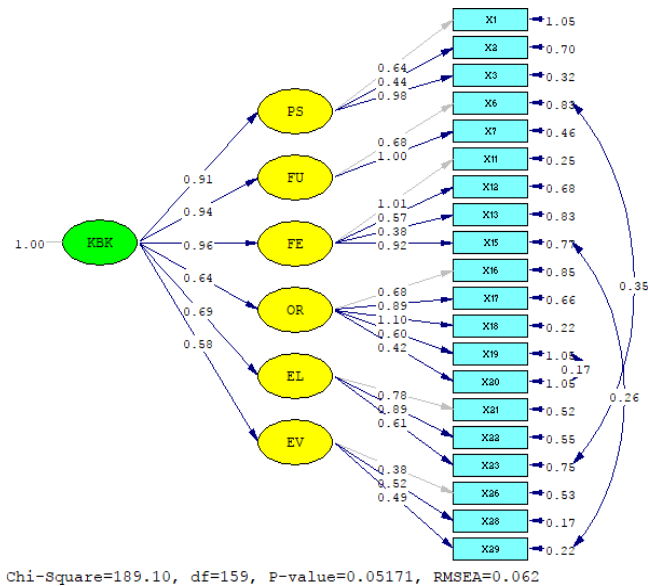 X1
1.05
X2
0.70
X3
0.32
X6
0.83
X7
0.46
X11
0.25
X12
0.68
X13
0.83
X15
0.77
X16
0.85
X17
0.66
X18
0.22
X19
1.05
X20
1.05
X21
0.52
X22
0.55
X23
0.75
X26
0.53
X28
0.17
X29
0.22
0.64
0.44
0.98
0.68
1.00
1.01
0.57
0.38
0.92
0.68
0.89
1.10
0.60
0.42
0.78
0.89
0.61
0.38
0.52
0.49
PS
FU
FE
OR
EL
EV
0.91
0.94
0.96
0.64
0.69
0.58
1.00
KBK
0.35
0.17
0.26
Chi-Square=189.10, df=159, P-value=0.05171, RMSEA=0.062